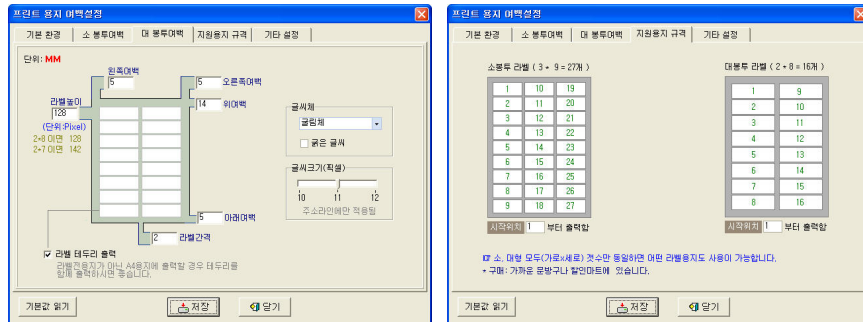 프린트 용지 여백설정
기본 환경
소 봉투여백
대 봉투여백
지원용지 규격
기타 설정
단위: MM
왼쪽여백
5
5
오른쪽여백
라벨높이
128
14
위여백
(단위:Pixel)
2*8 이면 128
2*7 이면 142
글씨체
굴림체
굵은 글씨
글씨크기(픽셀)
10 11 12
주소라인에만 적용됨
5
아래여백
2
라벨간격
라벨 테두리 출력
라벨전용지가 아닌 A4용지에 출력할 경우 테두리를
함께 출력하시면 좋습니다.
기본값 읽기
저장
닫기
프린트 용지 여백설정
기본 환경
소 봉투여백
대 봉투여백
지원용지 규격
기타 설정
소봉투 라벨 ( 3 * 9 = 27개 )
1 10 19
2 11 20
3 12 21
4 13 22
5 14 23
6 15 24
7 16 25
8 17 26
9 18 27
시작위치 1 부터 출력함
대봉투 라벨 ( 2 * 8 = 16개 )
1 9
2 10
3 11
4 12
5 13
6 14
7 15
8 16
시작위치 1 부터 출력함
☞ 소, 대형 모두(가로x세로) 갯수만 동일하면 어떤 라벨용지도 사용이 가능합니다.
* 구매: 가까운 문방구나 할인마트에 있습니다.
기본값 읽기
저장
닫기